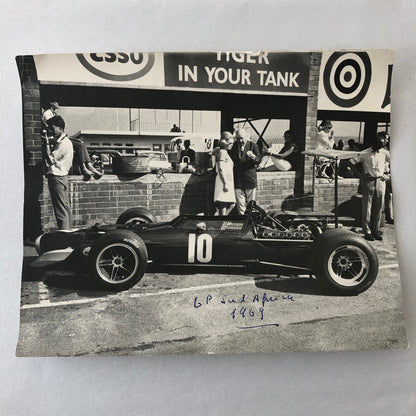 ESSO
TIGER
IN YOUR TANK
10
GP Sud Africa
1969